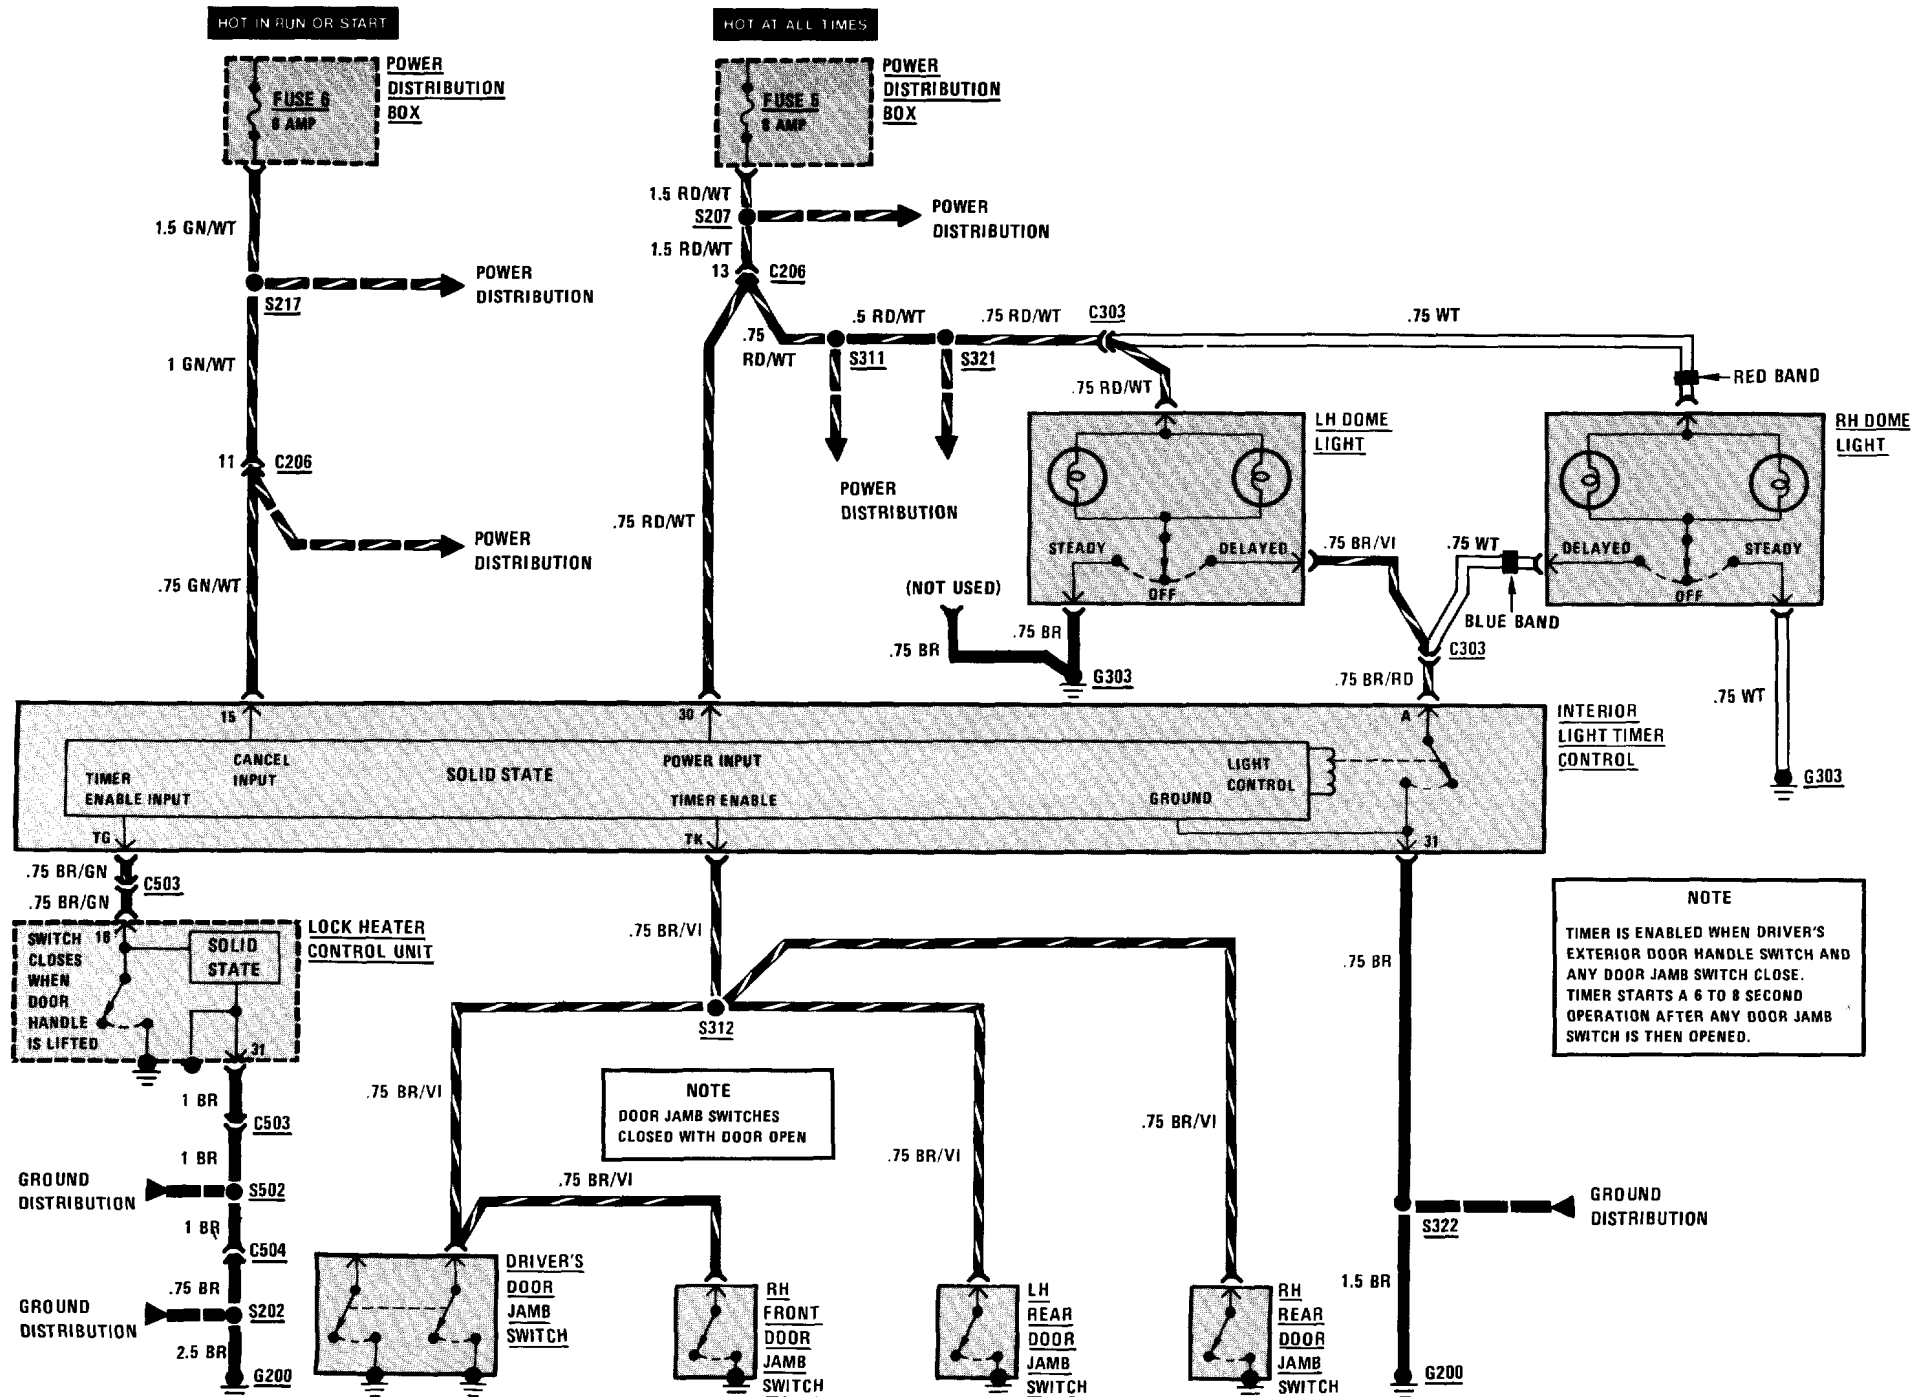 HOT IN RUN OR START
HOT AT ALL TIMES
POWER
DISTRIBUTION
BOX
FUSE 6
8 AMP
POWER
DISTRIBUTION
BOX
FUSE 5
8 AMP
1.5 GN/WT
S217
POWER
DISTRIBUTION
1 GN/WT
11
C206
POWER
DISTRIBUTION
.75 GN/WT
1.5 RD/WT
S207
POWER
DISTRIBUTION
1.5 RD/WT
13
C206
.75
RD/WT
.5 RD/WT
S311
S321
.75 RD/WT
C303
.75 WT
RED BAND
.75 RD/WT
.75 RD/WT
POWER
DISTRIBUTION
LH DOME
LIGHT
STEADY
DELAYED
OFF
RH DOME
LIGHT
DELAYED
STEADY
OFF
.75 BR/VI
.75 WT
BLUE BAND
C303
.75 BR/RD
(NOT USED)
.75 BR
.75 BR
G303
.75 WT
G303
INTERIOR
LIGHT TIMER
CONTROL
15
30
A
CANCEL
INPUT
POWER INPUT
TIMER
ENABLE INPUT
SOLID STATE
TIMER ENABLE
GROUND
LIGHT
CONTROL
TG
TK
31
.75 BR/GN
C503
.75 BR/GN
LOCK HEATER
CONTROL UNIT
SWITCH
CLOSES
WHEN
DOOR
HANDLE
IS LIFTED
16
SOLID
STATE
31
1 BR
C503
1 BR
GROUND
DISTRIBUTION
S502
1 BR
C504
.75 BR
GROUND
DISTRIBUTION
S202
2.5 BR
G200
.75 BR/VI
S312
.75 BR/VI
NOTE
DOOR JAMB SWITCHES
CLOSED WITH DOOR OPEN
.75 BR/VI
.75 BR/VI
.75 BR/VI
DRIVER'S
DOOR
JAMB
SWITCH
RH
FRONT
DOOR
JAMB
SWITCH
LH
REAR
DOOR
JAMB
SWITCH
RH
REAR
DOOR
JAMB
SWITCH
.75 BR
S322
GROUND
DISTRIBUTION
1.5 BR
G200
NOTE
TIMER IS ENABLED WHEN DRIVER'S
EXTERIOR DOOR HANDLE SWITCH AND
ANY DOOR JAMB SWITCH CLOSE.
TIMER STARTS A 6 TO 8 SECOND
OPERATION AFTER ANY DOOR JAMB
SWITCH IS THEN OPENED.